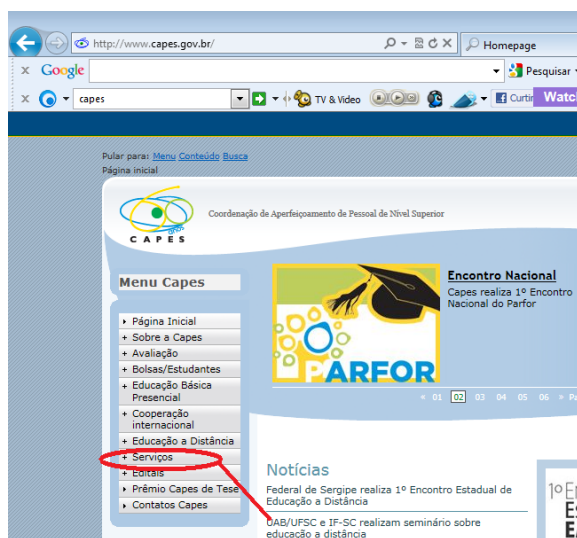 http://www.capes.gov.br/
Homepage
x Google
Pesquisar
x capes
TV & Video
Curtir
Watch
Pular para: Menu Conteúdo Busca
Página inicial
anos
CAPES
Coordenação de Aperfeiçoamento de Pessoal de Nível Superior
Menu Capes
Página Inicial
+ Sobre a Capes
+ Avaliação
+ Bolsas/Estudantes
+ Educação Básica
Presencial
+ Cooperação
internacional
+ Educação a Distância
+ Serviços
+ Editais
Prêmio Capes de Tese
Contatos Capes
PARFOR
Encontro Nacional
Capes realiza 1º Encontro
Nacional do Parfor
« 01 02 03 04 05 06 »
Notícias
Federal de Sergipe realiza 1º Encontro Estadual de
Educação a Distância
UAB/UFSC e IF-SC realizam seminário sobre
educação a distância
1º